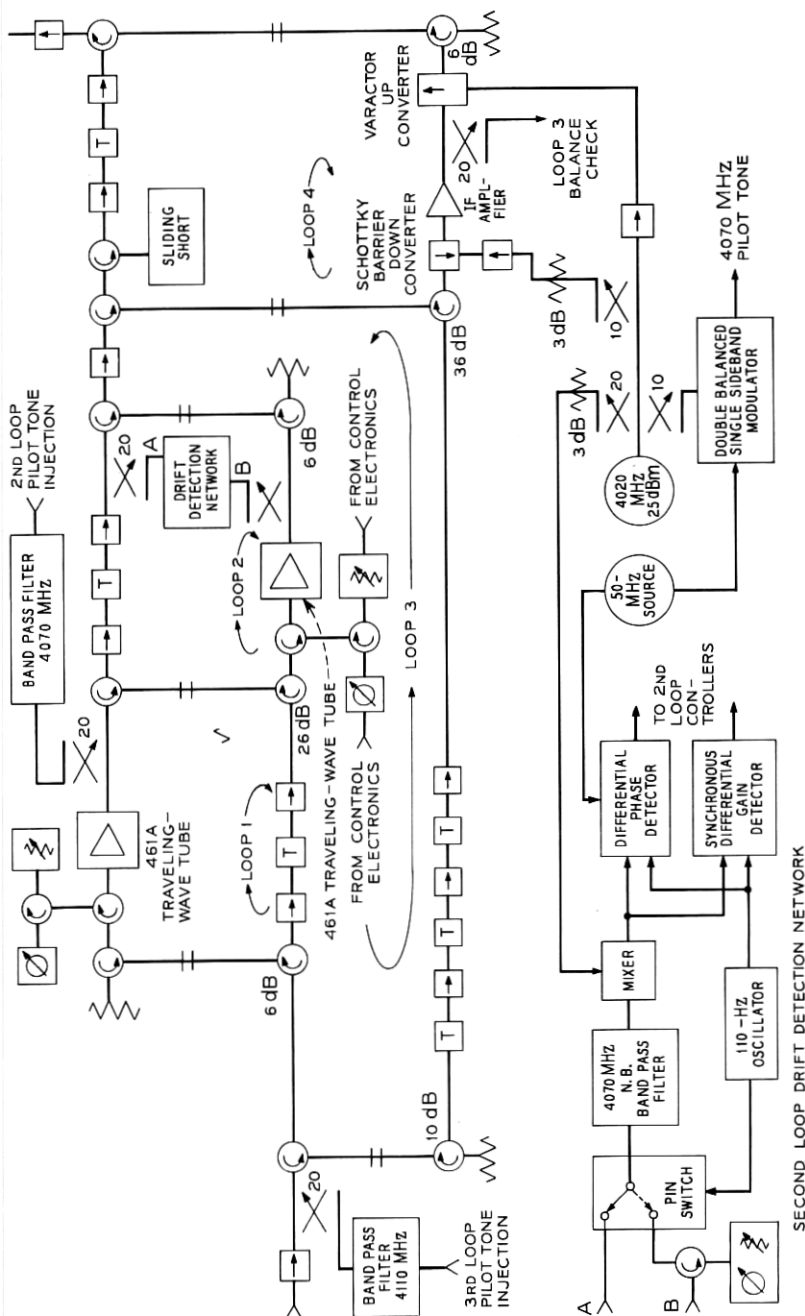 2ND LOOP
PILOT TONE
INJECTION
BAND PASS FILTER
4070 MHZ
20
461A
TRAVELING-
WAVE TUBE
T
20
A
DRIFT
DETECTION
NETWORK
B
6 dB
SLIDING
SHORT
T
6
dB
LOOP 4
VARACTOR
UP
CONVERTER
20
IF
AMPLI-
FIER
LOOP 3
BALANCE
CHECK
SCHOTTKY
BARRIER
DOWN
CONVERTER
36 dB
LOOP 2
FROM CONTROL
ELECTRONICS
26 dB
LOOP 1
T
6 dB
461A TRAVELING-WAVE TUBE
FROM CONTROL
ELECTRONICS
LOOP 3
T
T
T
10 dB
20
BAND PASS
FILTER
4110 MHZ
3RD LOOP
PILOT TONE
INJECTION
3 dB
10
3 dB
20
10
4020
MHZ
25 dBm
4070 MHZ
PILOT TONE
DOUBLE BALANCED
SINGLE SIDEBAND
MODULATOR
50-
MHZ
SOURCE
TO 2ND
LOOP
CON-
TROLLERS
DIFFERENTIAL
PHASE
DETECTOR
SYNCHRONOUS
DIFFERENTIAL
GAIN
DETECTOR
MIXER
4070 MHZ
N.B.
BAND PASS
FILTER
110-Hz
OSCILLATOR
PIN
SWITCH
A
B
SECOND LOOP DRIFT DETECTION NETWORK